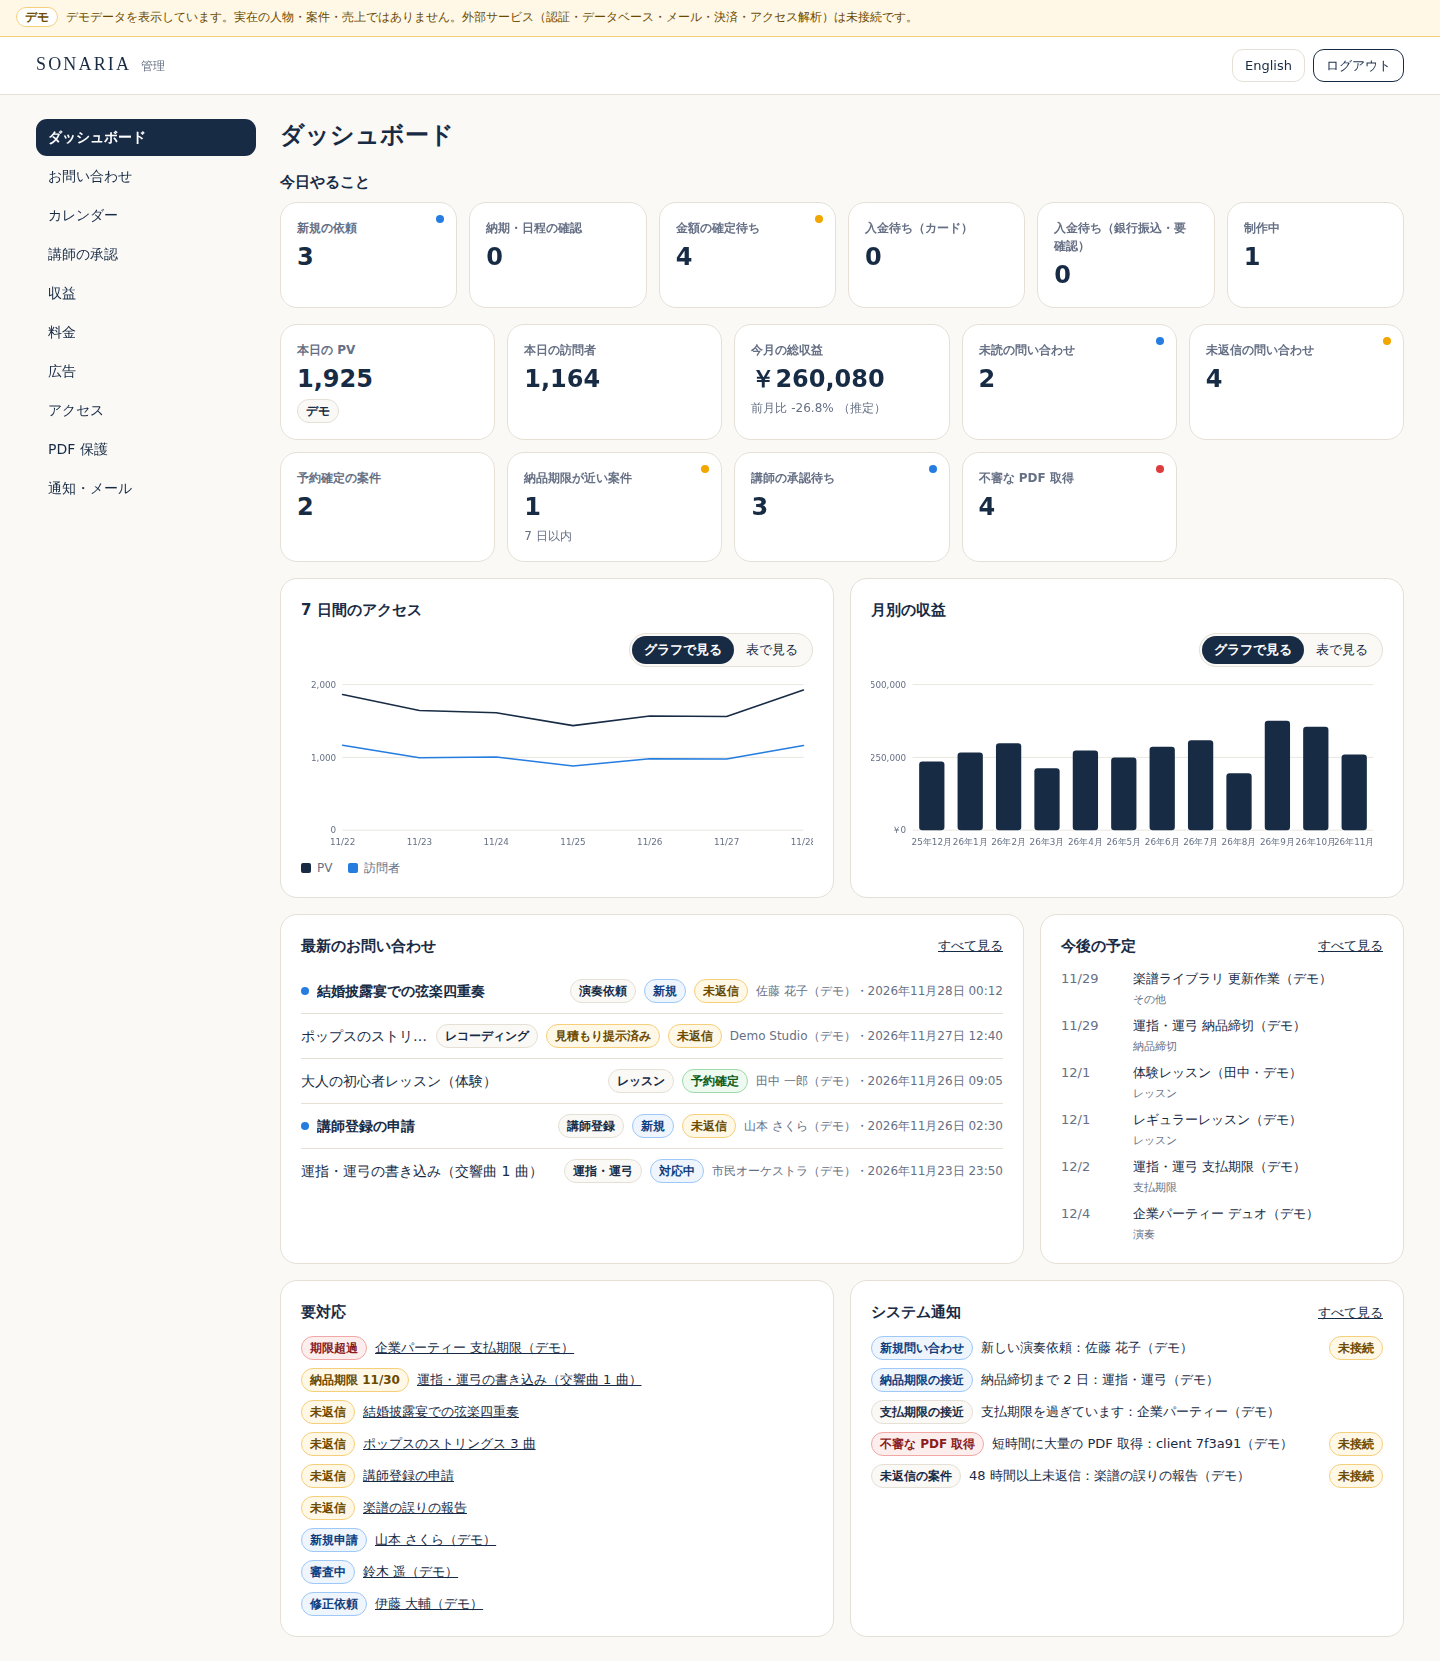 デモ デモデータを表示しています。実在の人物・案件・売上ではありません。外部サービス（認証・データベース・メール・決済・アクセス解析）は未接続です。
SONARIA 管理
English ログアウト
ダッシュボード
お問い合わせ
カレンダー
講師の承認
収益
料金
広告
アクセス
PDF 保護
通知・メール
ダッシュボード
今日やること
新規の依頼
3
納期・日程の確認
0
金額の確定待ち
4
入金待ち（カード）
0
入金待ち（銀行振込・要
確認）
0
制作中
1
本日の PV
1,925
デモ
本日の訪問者
1,164
今月の総収益
￥260,080
前月比 -26.8% （推定）
未読の問い合わせ
2
未返信の問い合わせ
4
予約確定の案件
2
納品期限が近い案件
1
7 日以内
講師の承認待ち
3
不審な PDF 取得
4
7 日間のアクセス
グラフで見る 表で見る
2,000
1,000
0
11/22 11/23 11/24 11/25 11/26 11/27 11/28
PV 訪問者
月別の収益
グラフで見る 表で見る
500,000
250,000
￥0
25年12月 26年1月 26年2月 26年3月 26年4月 26年5月 26年6月 26年7月 26年8月 26年9月 26年10月 26年11月
最新のお問い合わせ すべて見る
結婚披露宴での弦楽四重奏 演奏依頼 新規 未返信 佐藤 花子（デモ）・2026年11月28日 00:12
ポップスのストリ… レコーディング 見積もり提示済み 未返信 Demo Studio（デモ）・2026年11月27日 12:40
大人の初心者レッスン（体験） レッスン 予約確定 田中 一郎（デモ）・2026年11月26日 09:05
講師登録の申請 講師登録 新規 未返信 山本 さくら（デモ）・2026年11月26日 02:30
運指・運弓の書き込み（交響曲 1 曲） 運指・運弓 対応中 市民オーケストラ（デモ）・2026年11月23日 23:50
今後の予定 すべて見る
11/29 楽譜ライブラリ 更新作業（デモ）
その他
11/29 運指・運弓 納品締切（デモ）
納品締切
12/1 体験レッスン（田中・デモ）
レッスン
12/1 レギュラーレッスン（デモ）
レッスン
12/2 運指・運弓 支払期限（デモ）
支払期限
12/4 企業パーティー デュオ（デモ）
演奏
要対応
期限超過 企業パーティー 支払期限（デモ）
納品期限 11/30 運指・運弓の書き込み（交響曲 1 曲）
未返信 結婚披露宴での弦楽四重奏
未返信 ポップスのストリングス 3 曲
未返信 講師登録の申請
未返信 楽譜の誤りの報告
新規申請 山本 さくら（デモ）
審査中 鈴木 遥（デモ）
修正依頼 伊藤 大輔（デモ）
システム通知 すべて見る
新規問い合わせ 新しい演奏依頼：佐藤 花子（デモ） 未接続
納品期限の接近 納品締切まで 2 日：運指・運弓（デモ）
支払期限の接近 支払期限を過ぎています：企業パーティー（デモ）
不審な PDF 取得 短時間に大量の PDF 取得：client 7f3a91（デモ） 未接続
未返信の案件 48 時間以上未返信：楽譜の誤りの報告（デモ） 未接続